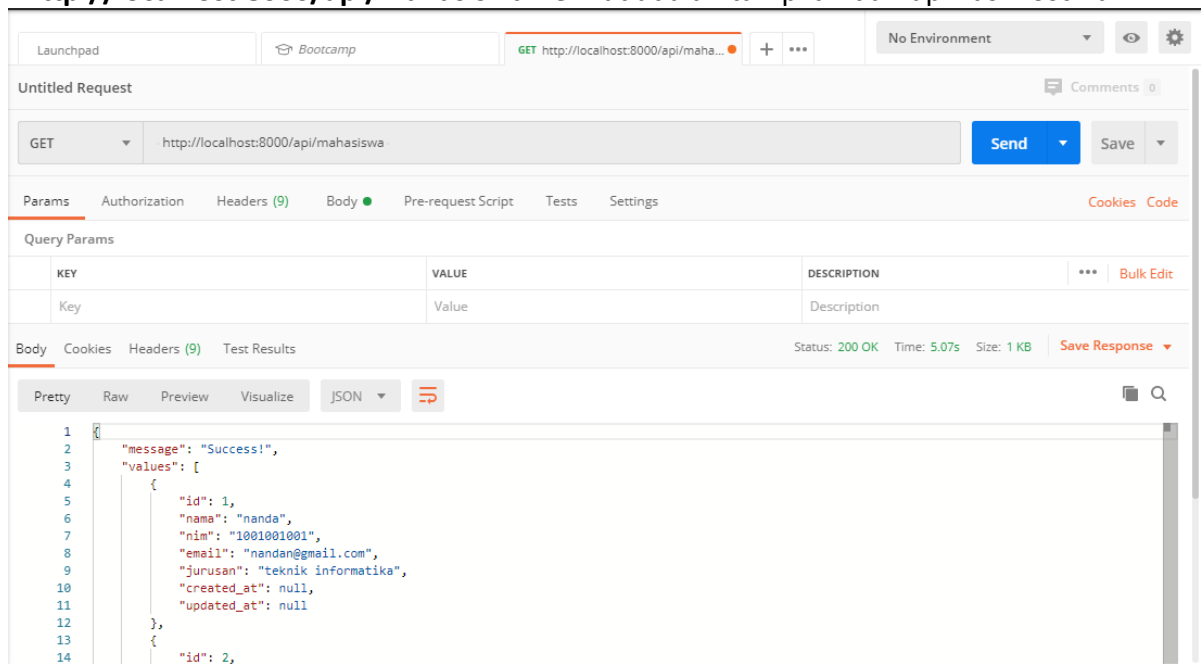 Launchpad
Bootcamp
GET http://localhost:8000/api/maha...
+ •••
No Environment
Untitled Request
Comments 0
GET
http://localhost:8000/api/mahasiswa
Send
Save
Params Authorization Headers (9) Body Pre-request Script Tests Settings Cookies Code
Query Params
KEY VALUE DESCRIPTION ••• Bulk Edit
Key Value Description
Body Cookies Headers (9) Test Results Status: 200 OK Time: 5.07s Size: 1 KB Save Response
Pretty Raw Preview Visualize JSON
1 {
2 "message": "Success!",
3 "values": [
4 {
5 "id": 1,
6 "nama": "nanda",
7 "nim": "1001001001",
8 "email": "nandan@gmail.com",
9 "jurusan": "teknik informatika",
10 "created_at": null,
11 "updated_at": null
12 },
13 {
14 "id": 2,